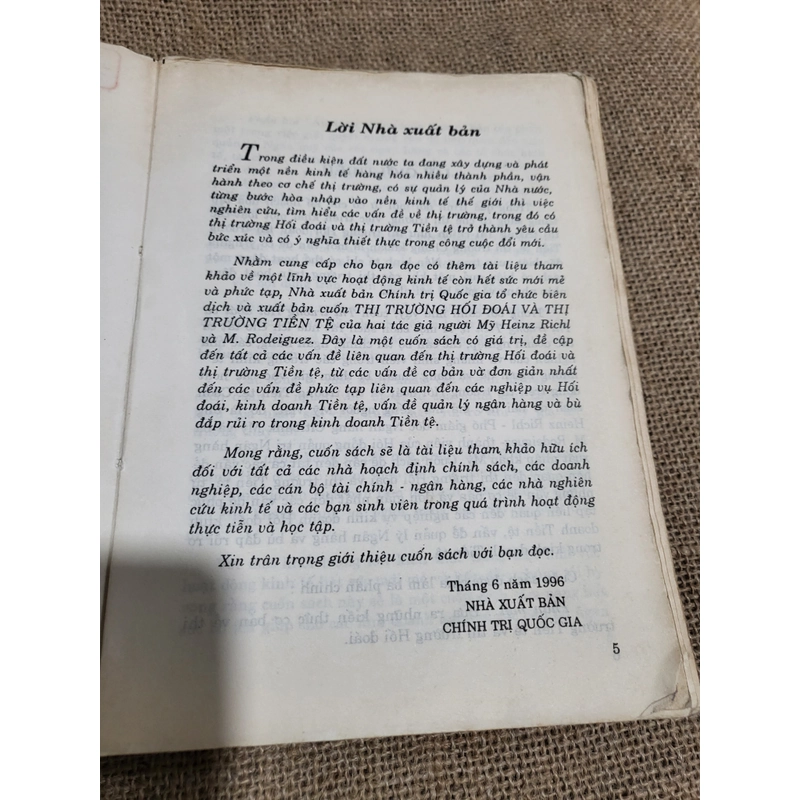 Lời Nhà xuất bản
Trong điều kiện đất nước ta đang xây dựng và phát
triển một nền kinh tế hàng hóa nhiều thành phần, vận
hành theo cơ chế thị trường, có sự quản lý của Nhà nước,
từng bước hòa nhập vào nền kinh tế thế giới thì việc
nghiên cứu, tìm hiểu các vấn đề về thị trường, trong đó có
thị trường Hối đoái và thị trường Tiền tệ trở thành yêu cầu
bức xúc và có ý nghĩa thiết thực trong công cuộc đổi mới.
Nhằm cung cấp cho bạn đọc có thêm tài liệu tham
khảo về một lĩnh vực hoạt động kinh tế còn hết sức mới mẻ
và phức tạp, Nhà xuất bản Chính trị Quốc gia tổ chức biên
dịch và xuất bản cuốn THỊ TRƯỜNG HỐI ĐOÁI VÀ THỊ
TRƯỜNG TIỀN TỆ của hai tác giả người Mỹ Heinz Richl
và M. Rodeiguez. Đây là một cuốn sách có giá trị, đề cập
đến tất cả các vấn đề liên quan đến thị trường Hối đoái và
thị trường Tiền tệ, từ các vấn đề cơ bản và đơn giản nhất
đến các vấn đề phức tạp liên quan đến các nghiệp vụ Hối
đoái, kinh doanh Tiền tệ, vấn đề quản lý ngân hàng và bù
đắp rủi ro trong kinh doanh Tiền tệ.
Mong rằng, cuốn sách sẽ là tài liệu tham khảo hữu ích
đối với tất cả các nhà hoạch định chính sách, các doanh
nghiệp, các cán bộ tài chính - ngân hàng, các nhà nghiên
cứu kinh tế và các bạn sinh viên trong quá trình hoạt động
thực tiễn và học tập.
Xin trân trọng giới thiệu cuốn sách với bạn đọc.
Tháng 6 năm 1996
NHÀ XUẤT BẢN
CHÍNH TRỊ QUỐC GIA
5